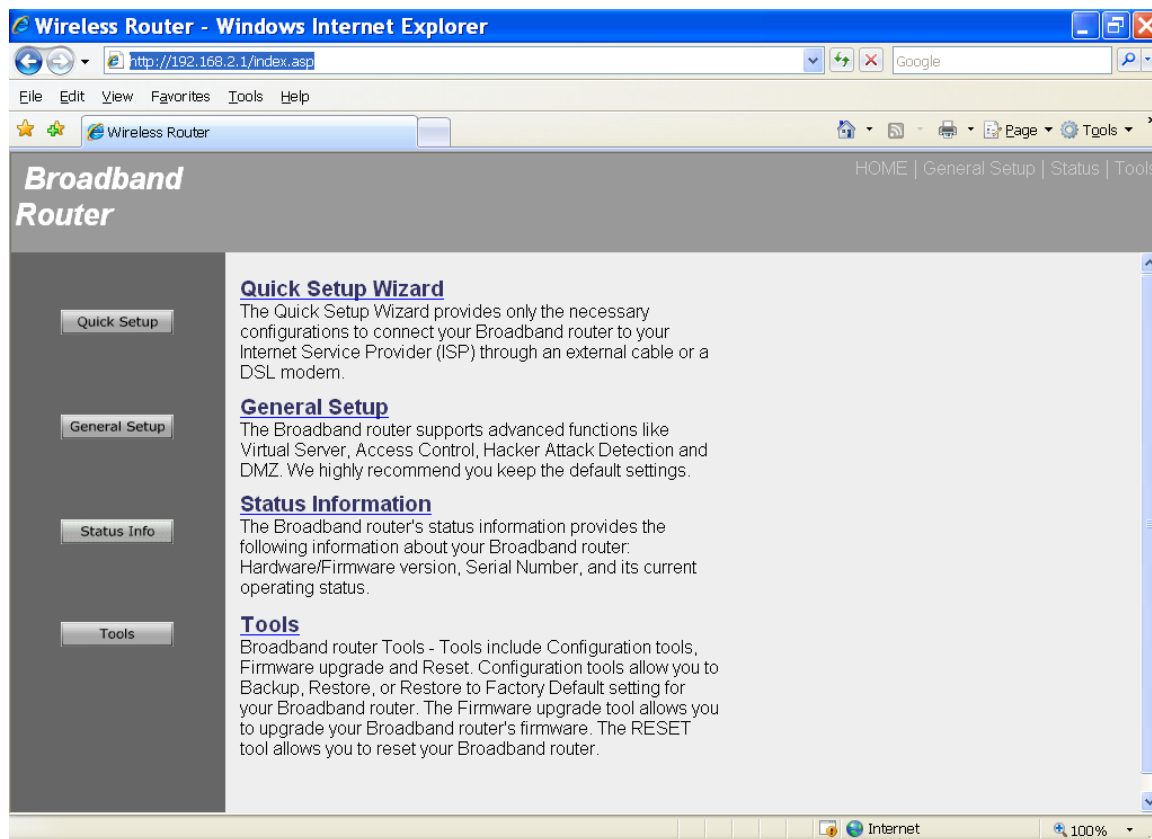 Wireless Router - Windows Internet Explorer
http://192.168.2.1/index.asp
Google
File Edit View Favorites Tools Help
Wireless Router
Page Tools
Broadband
Router
HOME | General Setup | Status | Tools
Quick Setup
General Setup
Status Info
Tools
Quick Setup Wizard
The Quick Setup Wizard provides only the necessary
configurations to connect your Broadband router to your
Internet Service Provider (ISP) through an external cable or a
DSL modem.
General Setup
The Broadband router supports advanced functions like
Virtual Server, Access Control, Hacker Attack Detection and
DMZ. We highly recommend you keep the default settings.
Status Information
The Broadband router's status information provides the
following information about your Broadband router:
Hardware/Firmware version, Serial Number, and its current
operating status.
Tools
Broadband router Tools - Tools include Configuration tools,
Firmware upgrade and Reset. Configuration tools allow you to
Backup, Restore, or Restore to Factory Default setting for
your Broadband router. The Firmware upgrade tool allows you
to upgrade your Broadband router's firmware. The RESET
tool allows you to reset your Broadband router.
Internet
100%